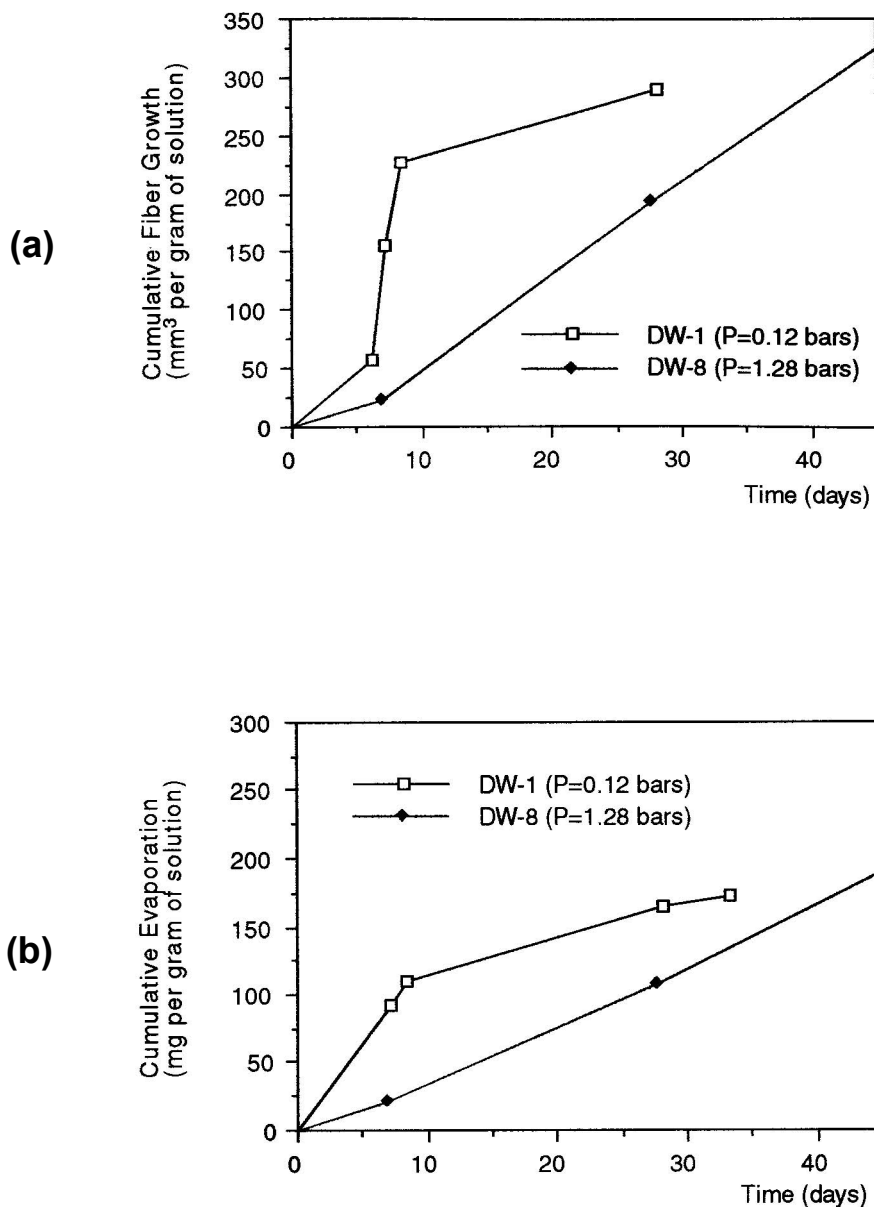 (a)
Cumulative Fiber Growth
(mm³ per gram of solution)
350
300
250
200
150
100
50
0
0 10 20 30 40
Time (days)
DW-1 (P=0.12 bars)
DW-8 (P=1.28 bars)
(b)
Cumulative Evaporation
(mg per gram of solution)
300
250
200
150
100
50
0
DW-1 (P=0.12 bars)
DW-8 (P=1.28 bars)
0 10 20 30 40
Time (days)